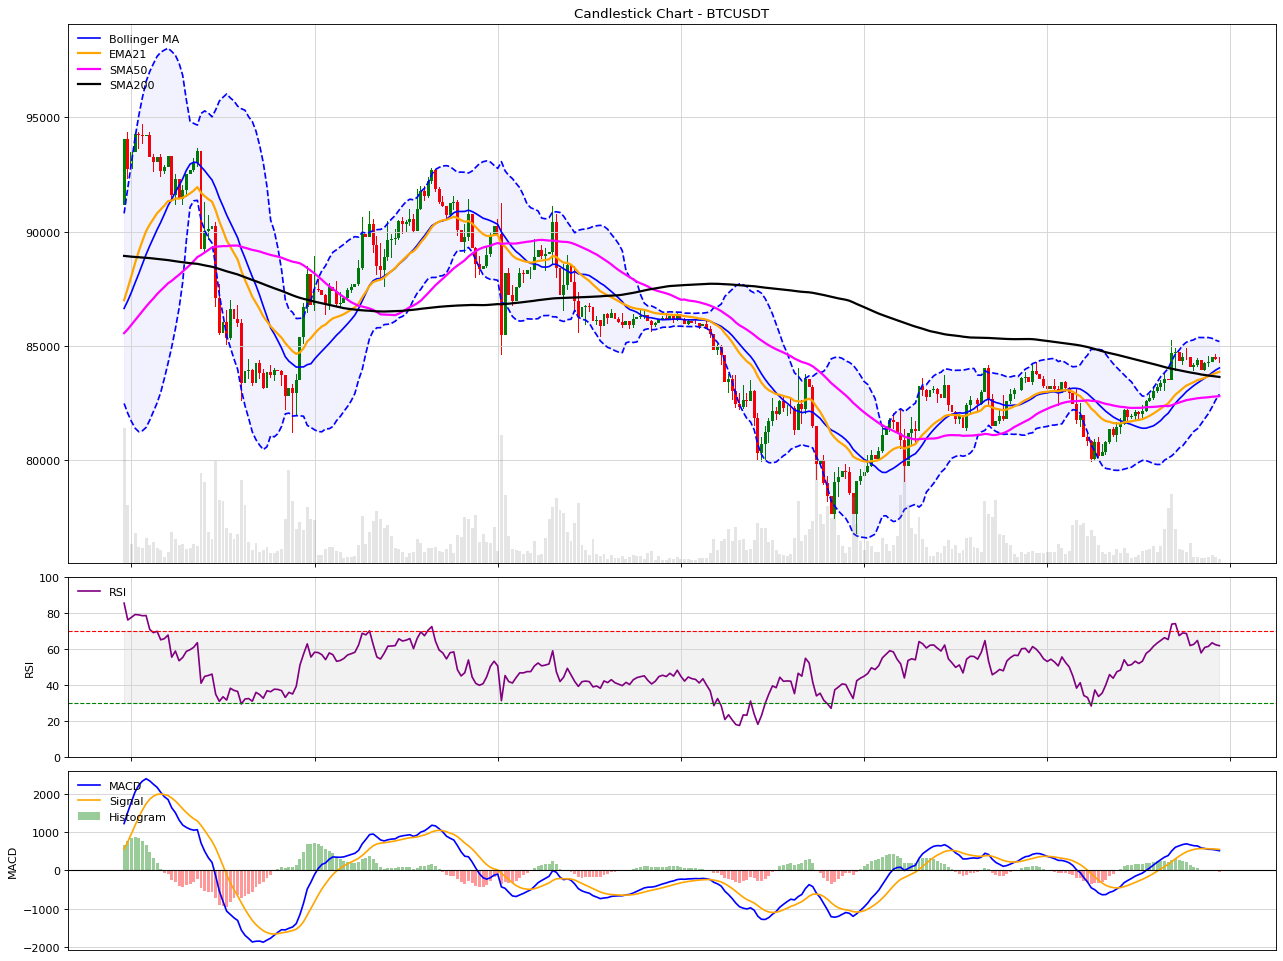 Candlestick Chart - BTCUSDT
Bollinger MA
EMA21
SMA50
SMA200
95000
90000
85000
80000
RSI
100
80
60
40
20
0
RSI
MACD
Signal
Histogram
2000
1000
0
−1000
−2000
MACD